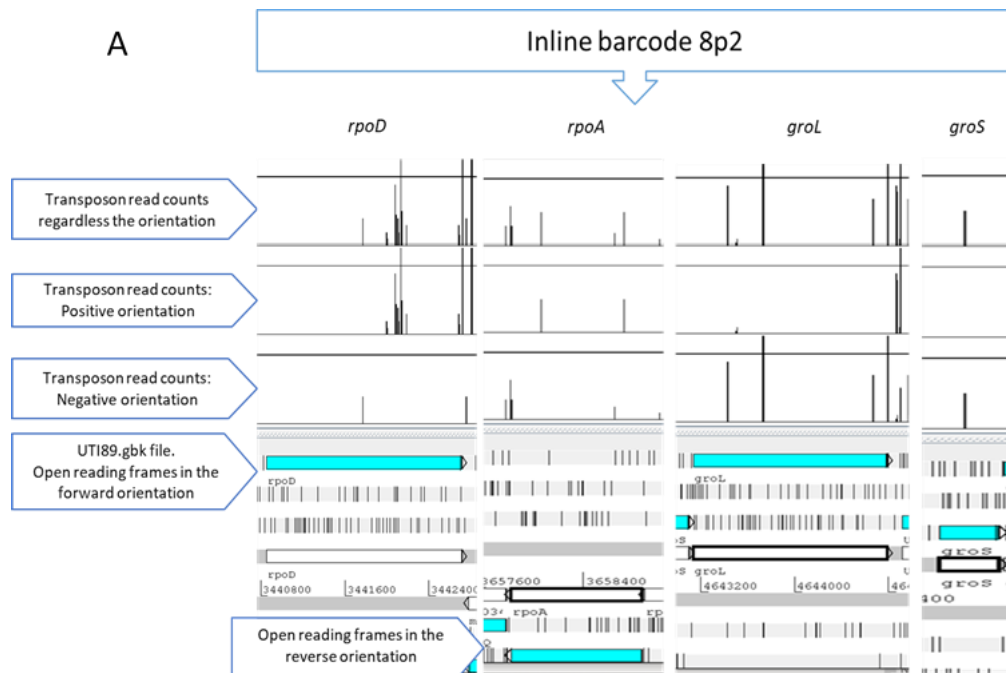 A
Inline barcode 8p2
rpoD
rpoA
groL
groS
Transposon read counts
regardless the orientation
Transposon read counts:
Positive orientation
Transposon read counts:
Negative orientation
UTI89.gbk file.
Open reading frames in the
forward orientation
rpoD
groL
groS
rpoD
groL
groS
3440800
3441600
3442400
3657600
3658400
4643200
4644000
rpoA
Open reading frames in the
reverse orientation